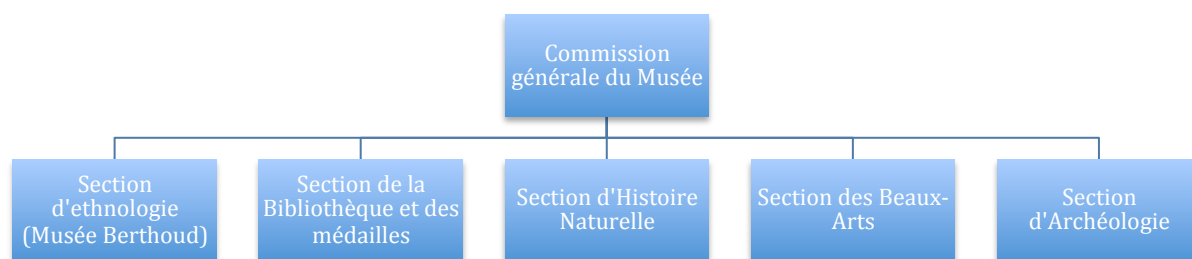 Commission
générale du Musée
Section
d'ethnologie
(Musée Berthoud)
Section de la
Bibliothèque et des
médailles
Section d'Histoire
Naturelle
Section des Beaux-
Arts
Section
d'Archéologie